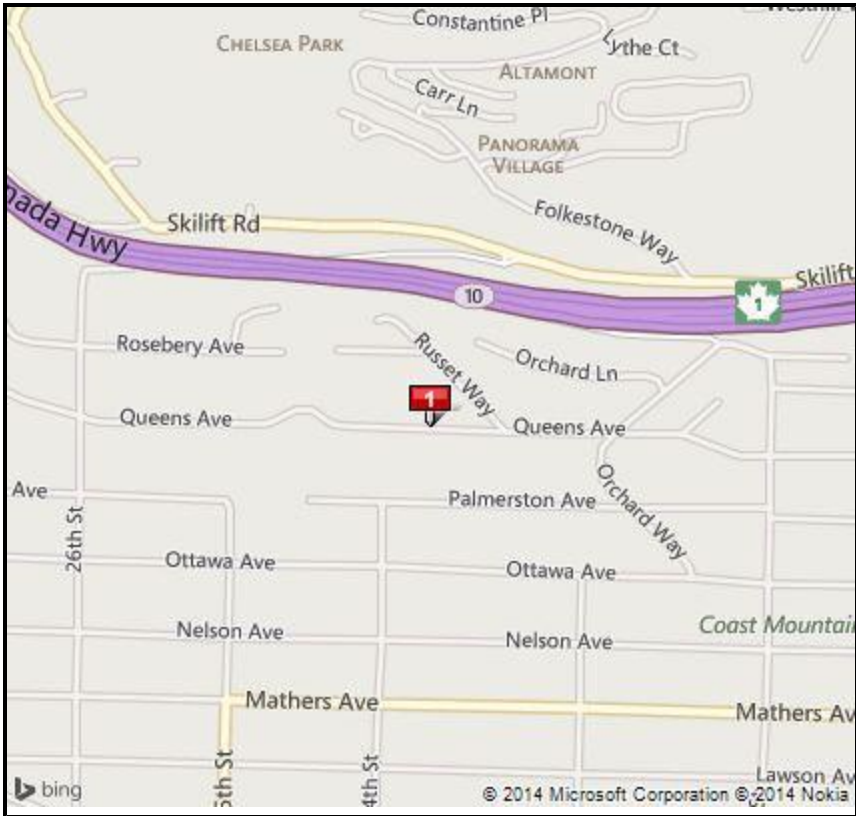 Constantine Pl
CHELSEA PARK
Lythe Ct
ALTAMONT
Carr Ln
PANORAMA
VILLAGE
Folkestone Way
Skilift Rd
nada Hwy
Skilift
10
1
Rosebery Ave
Russet Way
Orchard Ln
1
Queens Ave
Queens Ave
Ave
Palmerston Ave
Orchard Way
26th St
Ottawa Ave
Ottawa Ave
Nelson Ave
Nelson Ave
Coast Mountai
Mathers Ave
Mathers Av
5th St
4th St
Lawson Av
bing
© 2014 Microsoft Corporation © 2014 Nokia